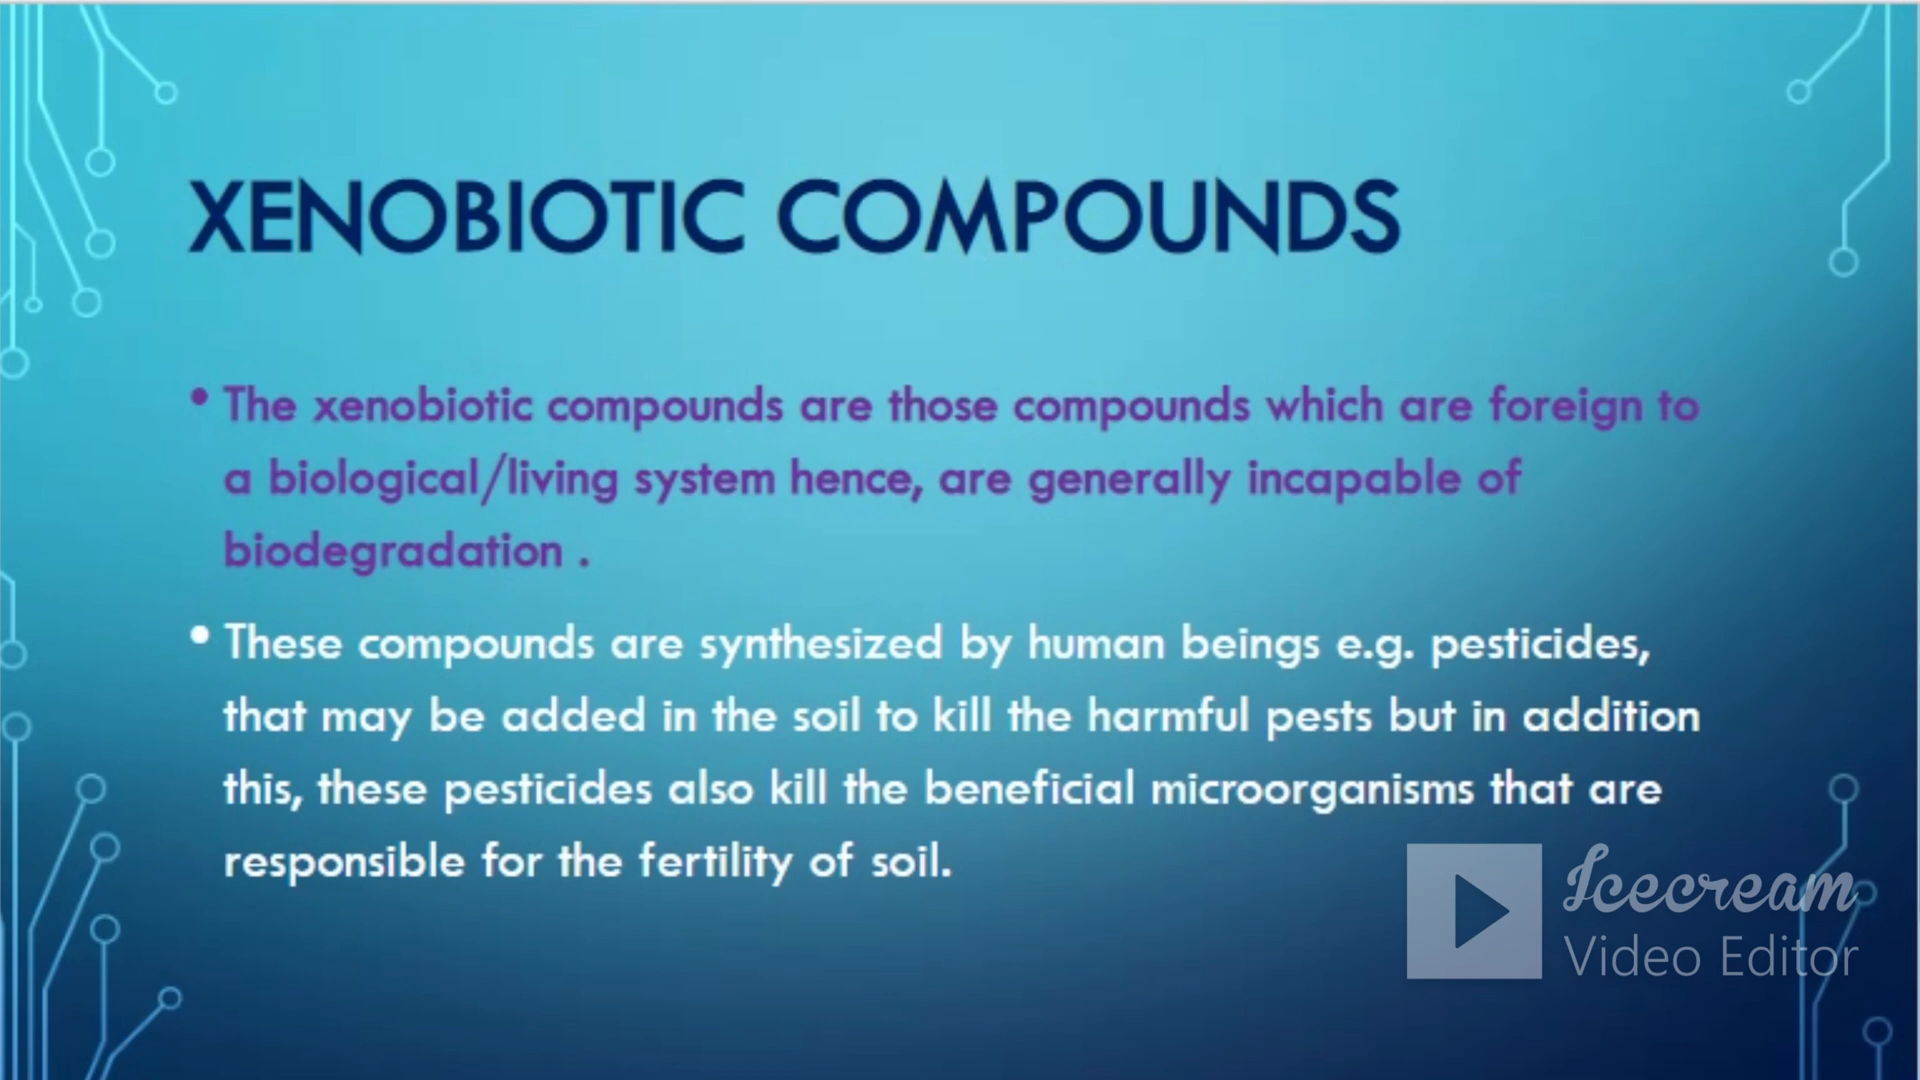 XENOBIOTIC COMPOUNDS
• The xenobiotic compounds are those compounds which are foreign to
a biological/living system hence, are generally incapable of
biodegradation .
• These compounds are synthesized by human beings e.g. pesticides,
that may be added in the soil to kill the harmful pests but in addition
this, these pesticides also kill the beneficial microorganisms that are
responsible for the fertility of soil.
Icecream
Video Editor